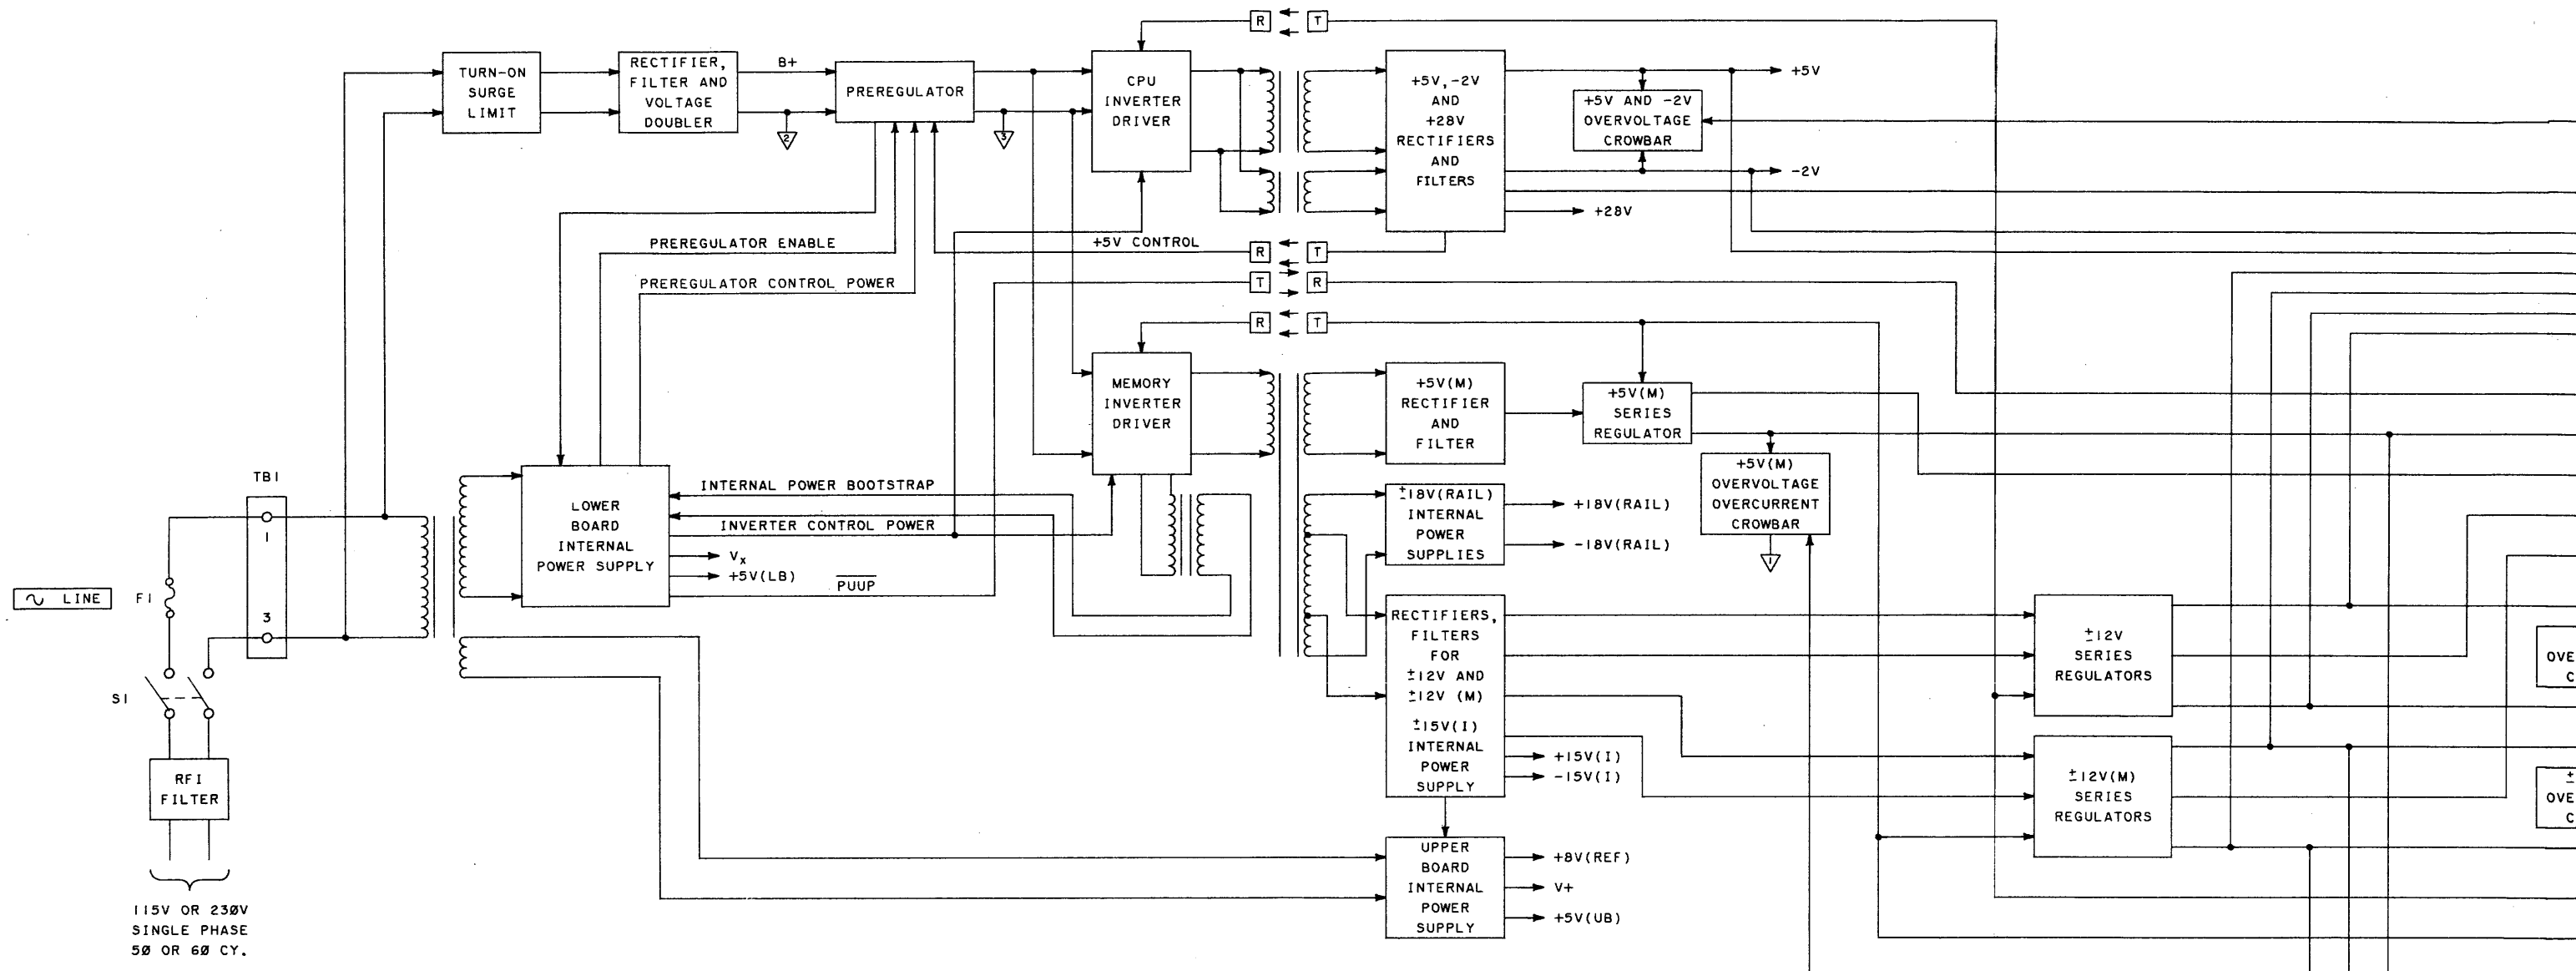 R
T
TURN-ON
SURGE
LIMIT
RECTIFIER,
FILTER AND
VOLTAGE
DOUBLER
B+
2
PREREGULATOR
3
CPU
INVERTER
DRIVER
+5V, -2V
AND
+28V
RECTIFIERS
AND
FILTERS
+5V
+5V AND -2V
OVERVOLTAGE
CROWBAR
-2V
+28V
PREREGULATOR ENABLE
+5V CONTROL
R
T
PREREGULATOR CONTROL POWER
T
R
R
T
MEMORY
INVERTER
DRIVER
+5V(M)
RECTIFIER
AND
FILTER
+5V(M)
SERIES
REGULATOR
+5V(M)
OVERVOLTAGE
OVERCURRENT
CROWBAR
1
TB1
1
3
LOWER
BOARD
INTERNAL
POWER SUPPLY
INTERNAL POWER BOOTSTRAP
INVERTER CONTROL POWER
Vx
+5V(LB)
PUUP
±18V(RAIL)
INTERNAL
POWER
SUPPLIES
+18V(RAIL)
-18V(RAIL)
∿ LINE
F1
S1
RFI
FILTER
115V OR 230V
SINGLE PHASE
50 OR 60 CY.
RECTIFIERS,
FILTERS
FOR
±12V AND
±12V (M)
±15V(I)
INTERNAL
POWER
SUPPLY
+15V(I)
-15V(I)
±12V
SERIES
REGULATORS
OVE
C
±12V(M)
SERIES
REGULATORS
±
OVE
C
UPPER
BOARD
INTERNAL
POWER
SUPPLY
+8V(REF)
V+
+5V(UB)